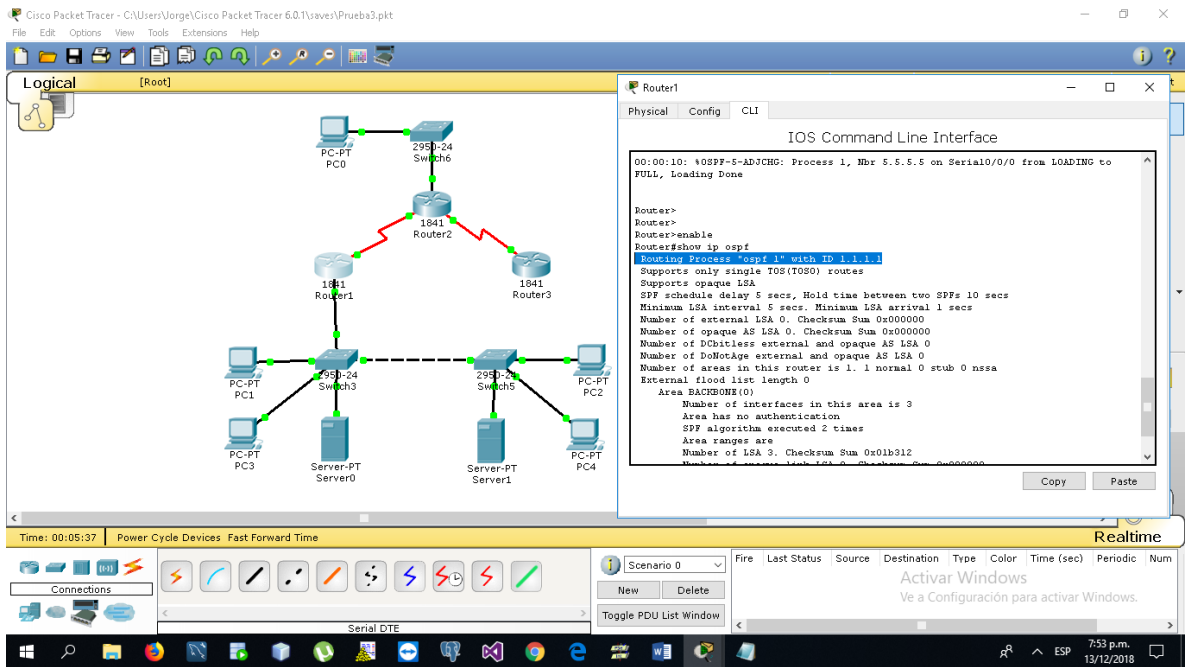 Cisco Packet Tracer - C:\Users\Jorge\Cisco Packet Tracer 6.0.1\saves\Prueba3.pkt
File Edit Options View Tools Extensions Help
Logical [Root]
PC-PT
PC0
2950-24
Switch6
1841
Router2
1841
Router1
1841
Router3
PC-PT
PC1
2950-24
Switch3
2950-24
Switch5
PC-PT
PC2
PC-PT
PC3
Server-PT
Server0
Server-PT
Server1
PC-PT
PC4
Router1
Physical Config CLI
IOS Command Line Interface
00:00:10: %OSPF-5-ADJCHG: Process 1, Nbr 5.5.5.5 on Serial0/0/0 from LOADING to
FULL, Loading Done
Router>
Router>
Router>enable
Router#show ip ospf
Routing Process "ospf 1" with ID 1.1.1.1
Supports only single TOS(TOS0) routes
Supports opaque LSA
SPF schedule delay 5 secs, Hold time between two SPFs 10 secs
Minimum LSA interval 5 secs. Minimum LSA arrival 1 secs
Number of external LSA 0. Checksum Sum 0x000000
Number of opaque AS LSA 0. Checksum Sum 0x000000
Number of DCbitless external and opaque AS LSA 0
Number of DoNotAge external and opaque AS LSA 0
Number of areas in this router is 1. 1 normal 0 stub 0 nssa
External flood list length 0
Area BACKBONE(0)
Number of interfaces in this area is 3
Area has no authentication
SPF algorithm executed 2 times
Area ranges are
Number of LSA 3. Checksum Sum 0x01b312
Number of opaque link LSA 0. Checksum Sum 0x000000
Copy Paste
Time: 00:05:37 Power Cycle Devices Fast Forward Time
Realtime
Connections
Serial DTE
Scenario 0
New Delete
Toggle PDU List Window
Fire Last Status Source Destination Type Color Time (sec) Periodic Num
Activar Windows
Ve a Configuración para activar Windows.
ESP
7:53 p.m.
13/12/2018